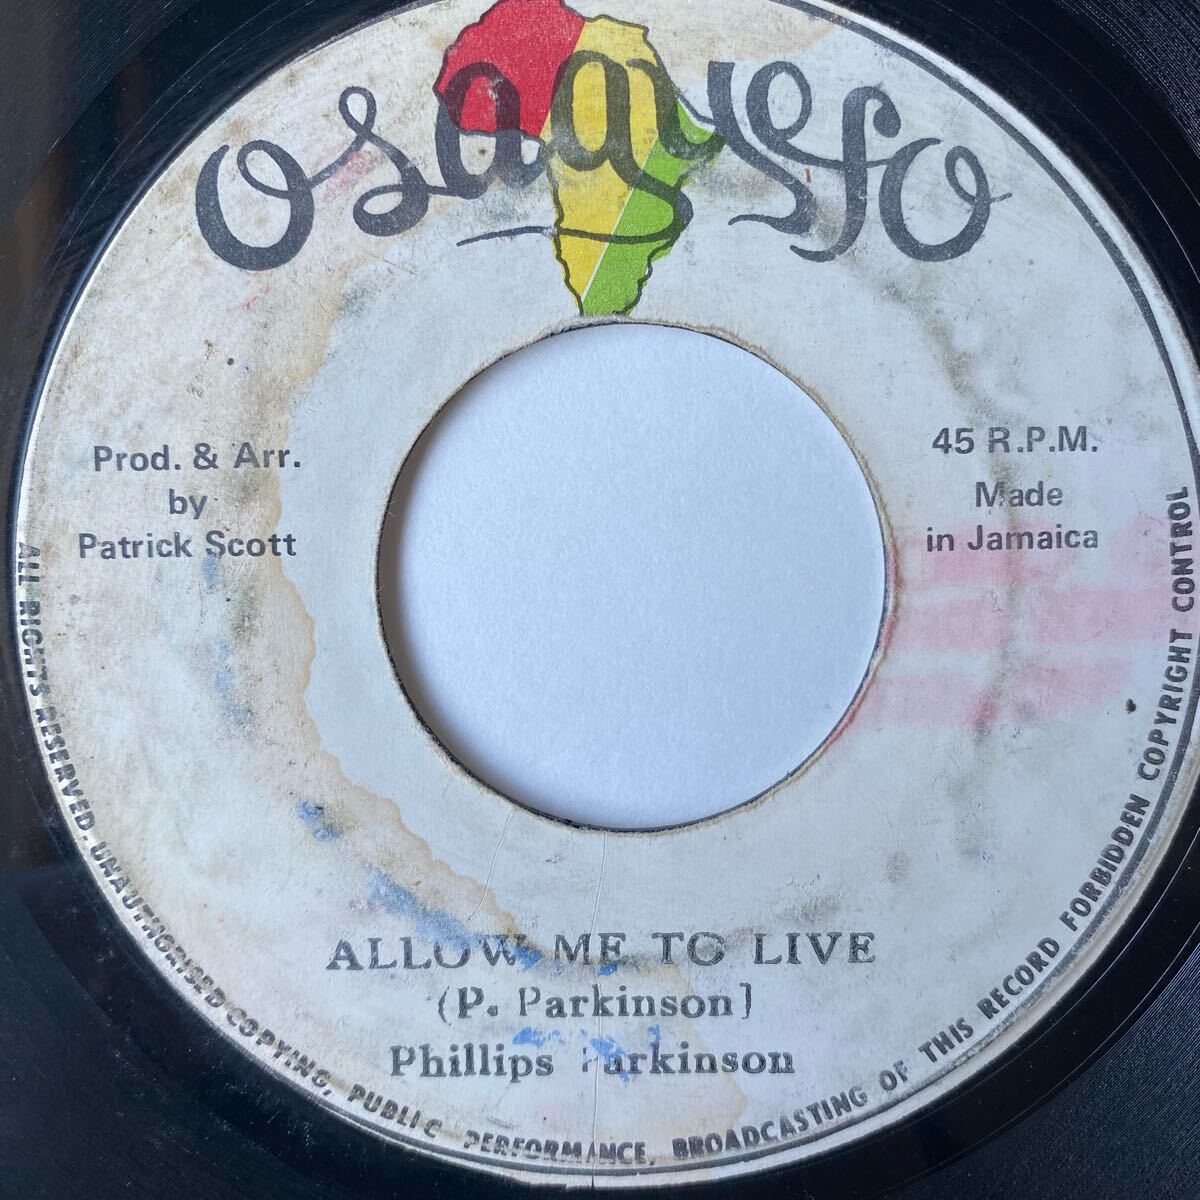 Osagyefo
Prod. & Arr.
by
Patrick Scott
45 R.P.M.
Made
in Jamaica
ALLOW ME TO LIVE
(P. Parkinson]
Phillips Parkinson
ALL RIGHTS RESERVED-UNAUTHORISED COPYING, PUBLIC PERFORMANCE, BROADCASTING OF THIS RECORD FORBIDDEN COPYRIGHT CONTROL